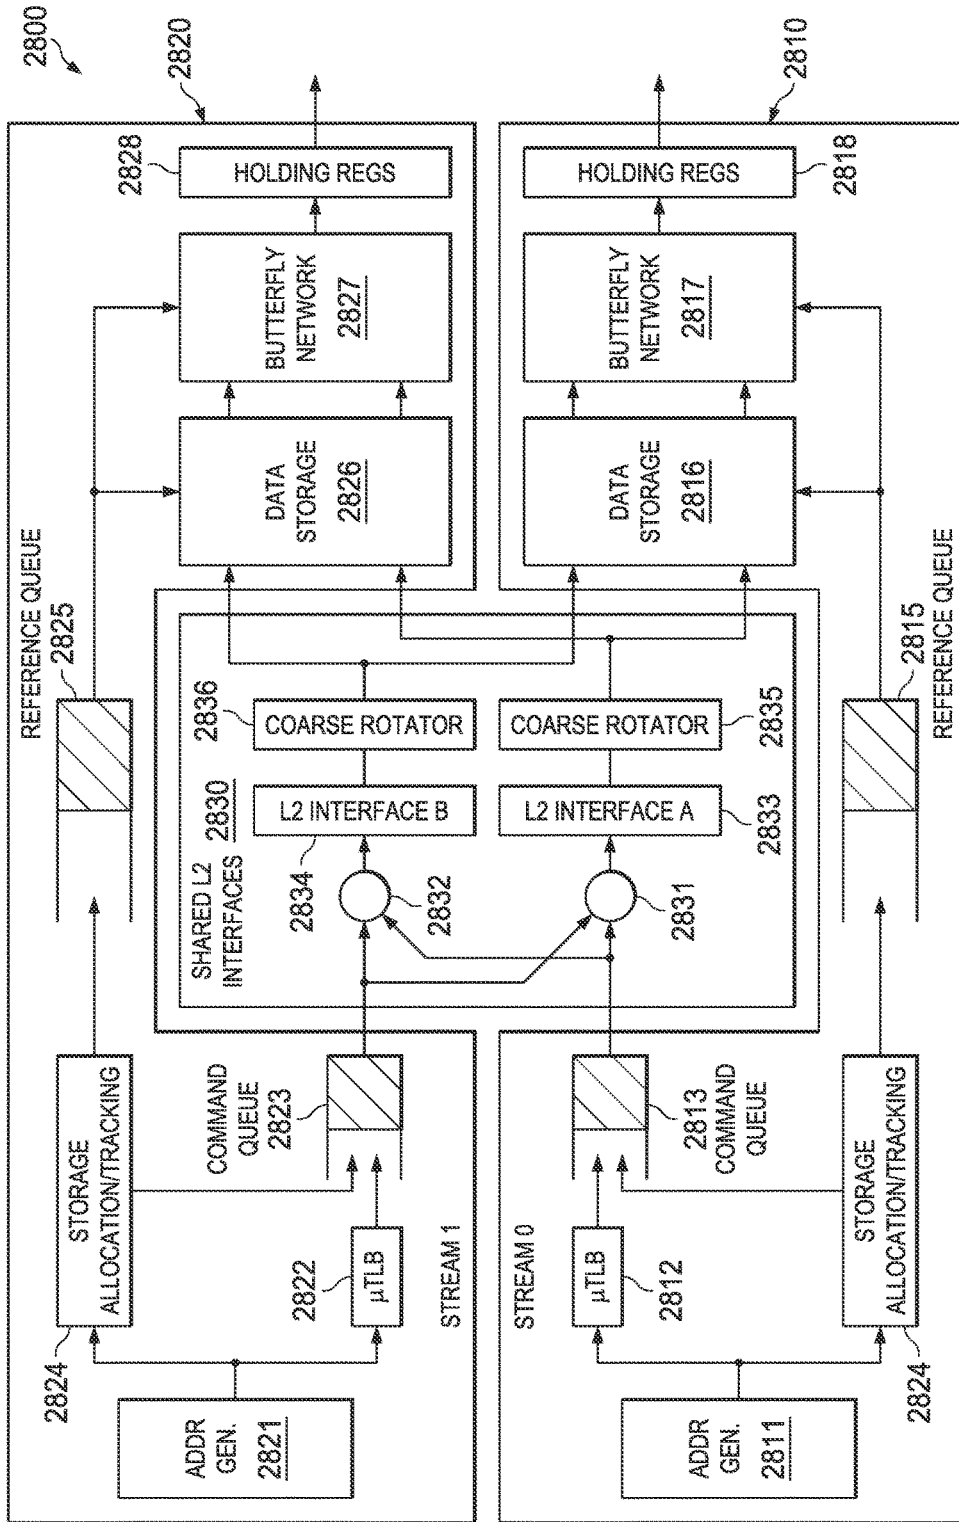 2800
2820
2824
STORAGE
ALLOCATION/TRACKING
REFERENCE QUEUE
2825
2828
HOLDING REGS
ADDR
GEN.
2821
2822
µTLB
COMMAND
QUEUE
2823
DATA
STORAGE
2826
BUTTERFLY
NETWORK
2827
STREAM 1
SHARED L2
INTERFACES
2830
2834
L2 INTERFACE B
2836
COARSE ROTATOR
2832
2831
L2 INTERFACE A
2833
COARSE ROTATOR
2835
STREAM 0
µTLB
2812
2813 COMMAND
QUEUE
DATA
STORAGE
2816
BUTTERFLY
NETWORK
2817
HOLDING REGS
2818
2810
ADDR
GEN.
2811
STORAGE
ALLOCATION/TRACKING
2824
2815
REFERENCE QUEUE